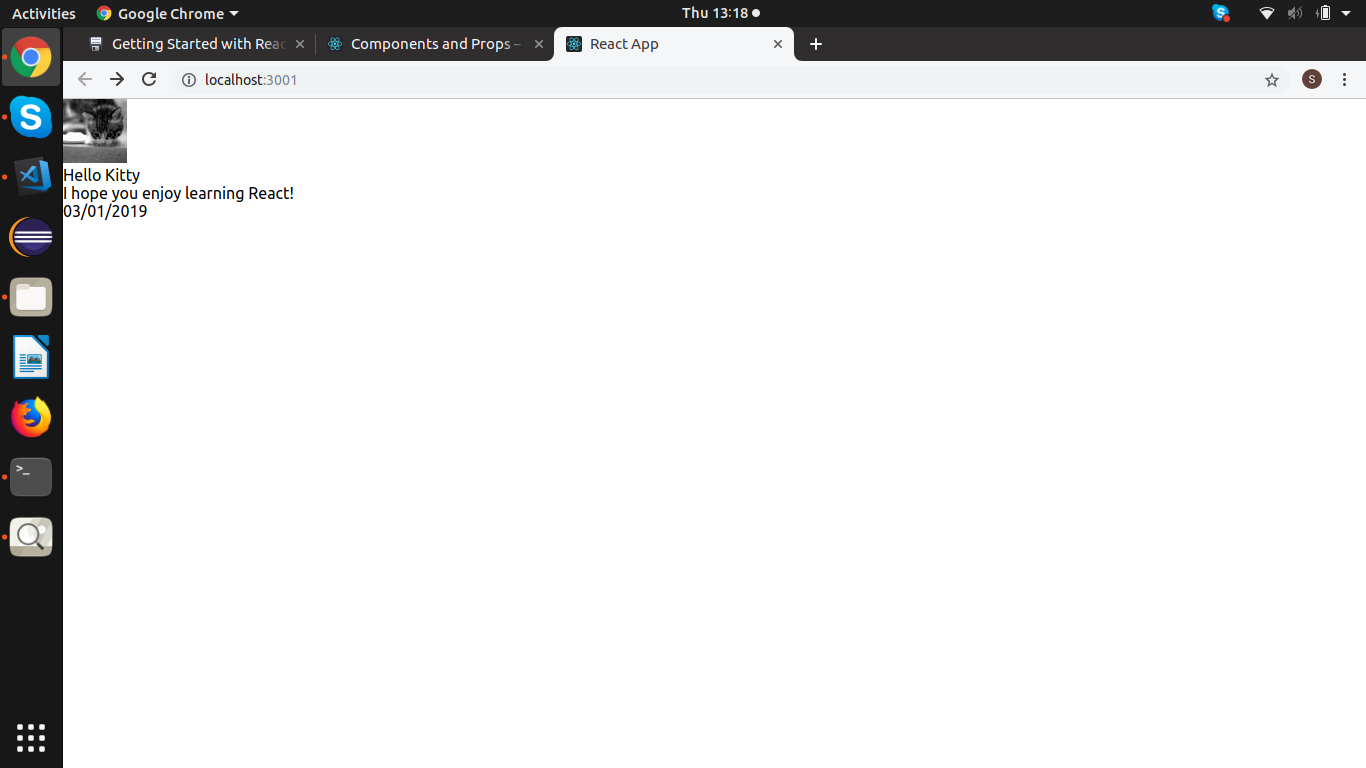 Activities Google Chrome Thu 13:18
Getting Started with Reac Components and Props – React App
localhost:3001 S
Hello Kitty
I hope you enjoy learning React!
03/01/2019
>_